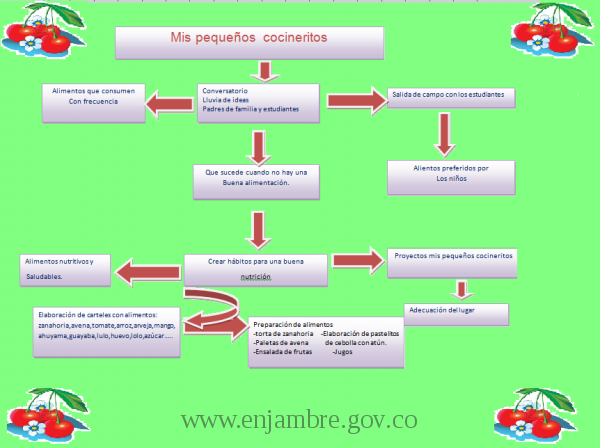 Mis pequeños cocineritos
Alimentos que consumen
Con frecuencia
Conversatorio
Lluvia de ideas
Padres de familia y estudiantes
Salida de campo con los estudiantes
Que sucede cuando no hay una
Buena alimentación.
Alientos preferidos por
Los niños
Alimentos nutritivos y
Saludables.
Crear hábitos para una buena
nutrición.
Proyectos mis pequeños cocineritos
Elaboración de carteles con alimentos:
zanahoria,avena,tomate,arroz,arveja,mango,
ahuyama,guayaba,lulo,huevo,lolo,azúcar.....
Adecuación del lugar
Preparación de alimentos
-torta de zanahoria -Elaboración de pastelitos
-Paletas de avena de cebolla con atún.
-Ensalada de frutas -Jugos
www.enjambre.gov.co